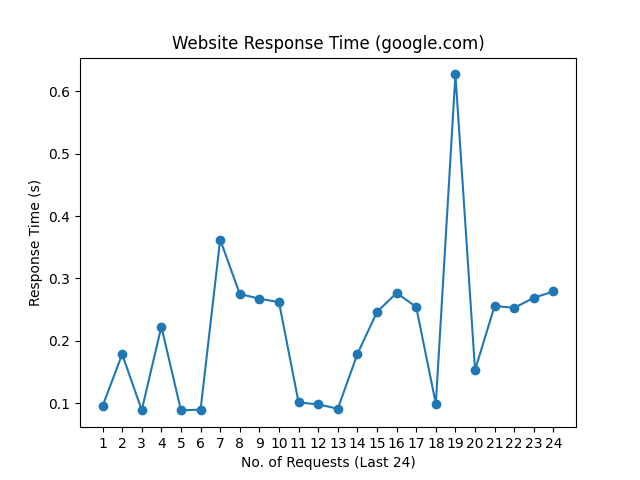 Website Response Time (google.com)
0.6
0.5
0.4
0.3
0.2
0.1
Response Time (s)
1 2 3 4 5 6 7 8 9 10 11 12 13 14 15 16 17 18 19 20 21 22 23 24
No. of Requests (Last 24)